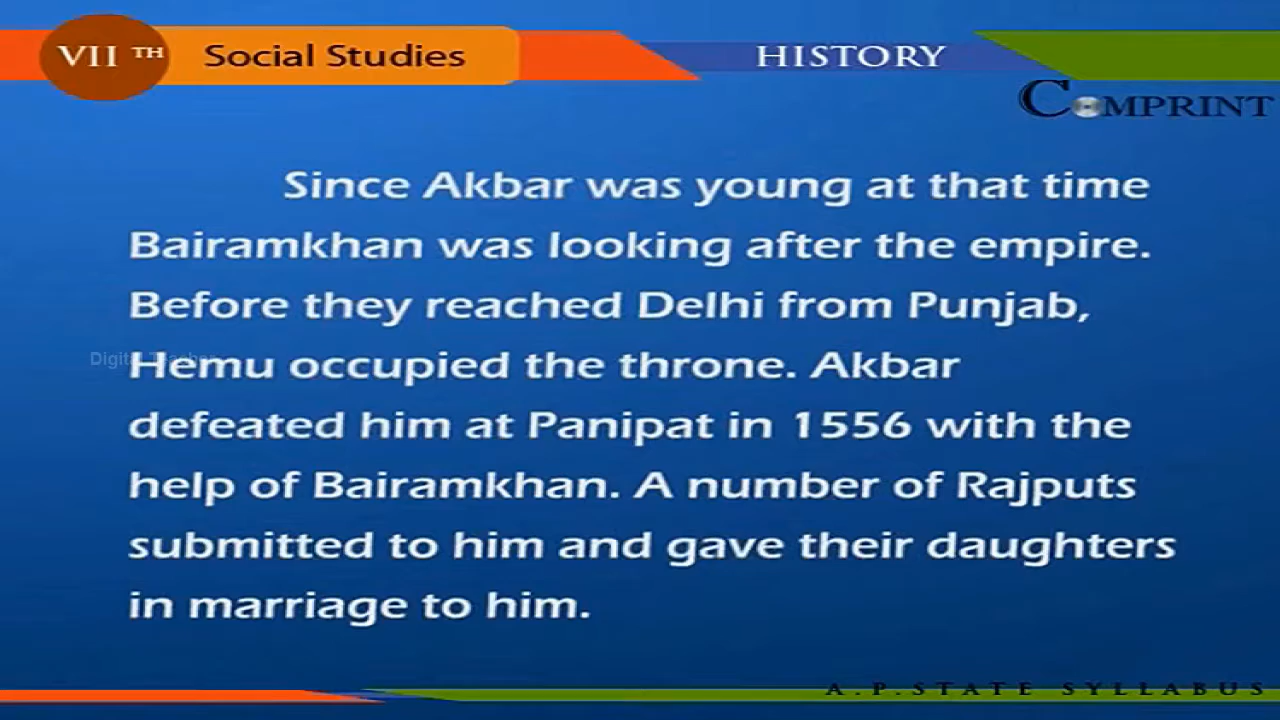 VII TH Social Studies HISTORY
COMPRINT
Since Akbar was young at that time
Bairamkhan was looking after the empire.
Before they reached Delhi from Punjab,
Digital Teacher
Hemu occupied the throne. Akbar
defeated him at Panipat in 1556 with the
help of Bairamkhan. A number of Rajputs
submitted to him and gave their daughters
in marriage to him.
A.P.STATE SYLLABUS